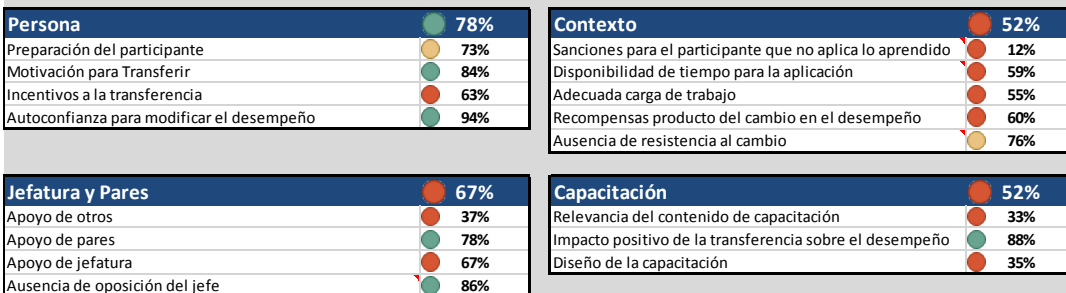 Persona 78%
Preparación del participante 73%
Motivación para Transferir 84%
Incentivos a la transferencia 63%
Autoconfianza para modificar el desempeño 94%
Contexto 52%
Sanciones para el participante que no aplica lo aprendido 12%
Disponibilidad de tiempo para la aplicación 59%
Adecuada carga de trabajo 55%
Recompensas producto del cambio en el desempeño 60%
Ausencia de resistencia al cambio 76%
Jefatura y Pares 67%
Apoyo de otros 37%
Apoyo de pares 78%
Apoyo de jefatura 67%
Ausencia de oposición del jefe 86%
Capacitación 52%
Relevancia del contenido de capacitación 33%
Impacto positivo de la transferencia sobre el desempeño 88%
Diseño de la capacitación 35%